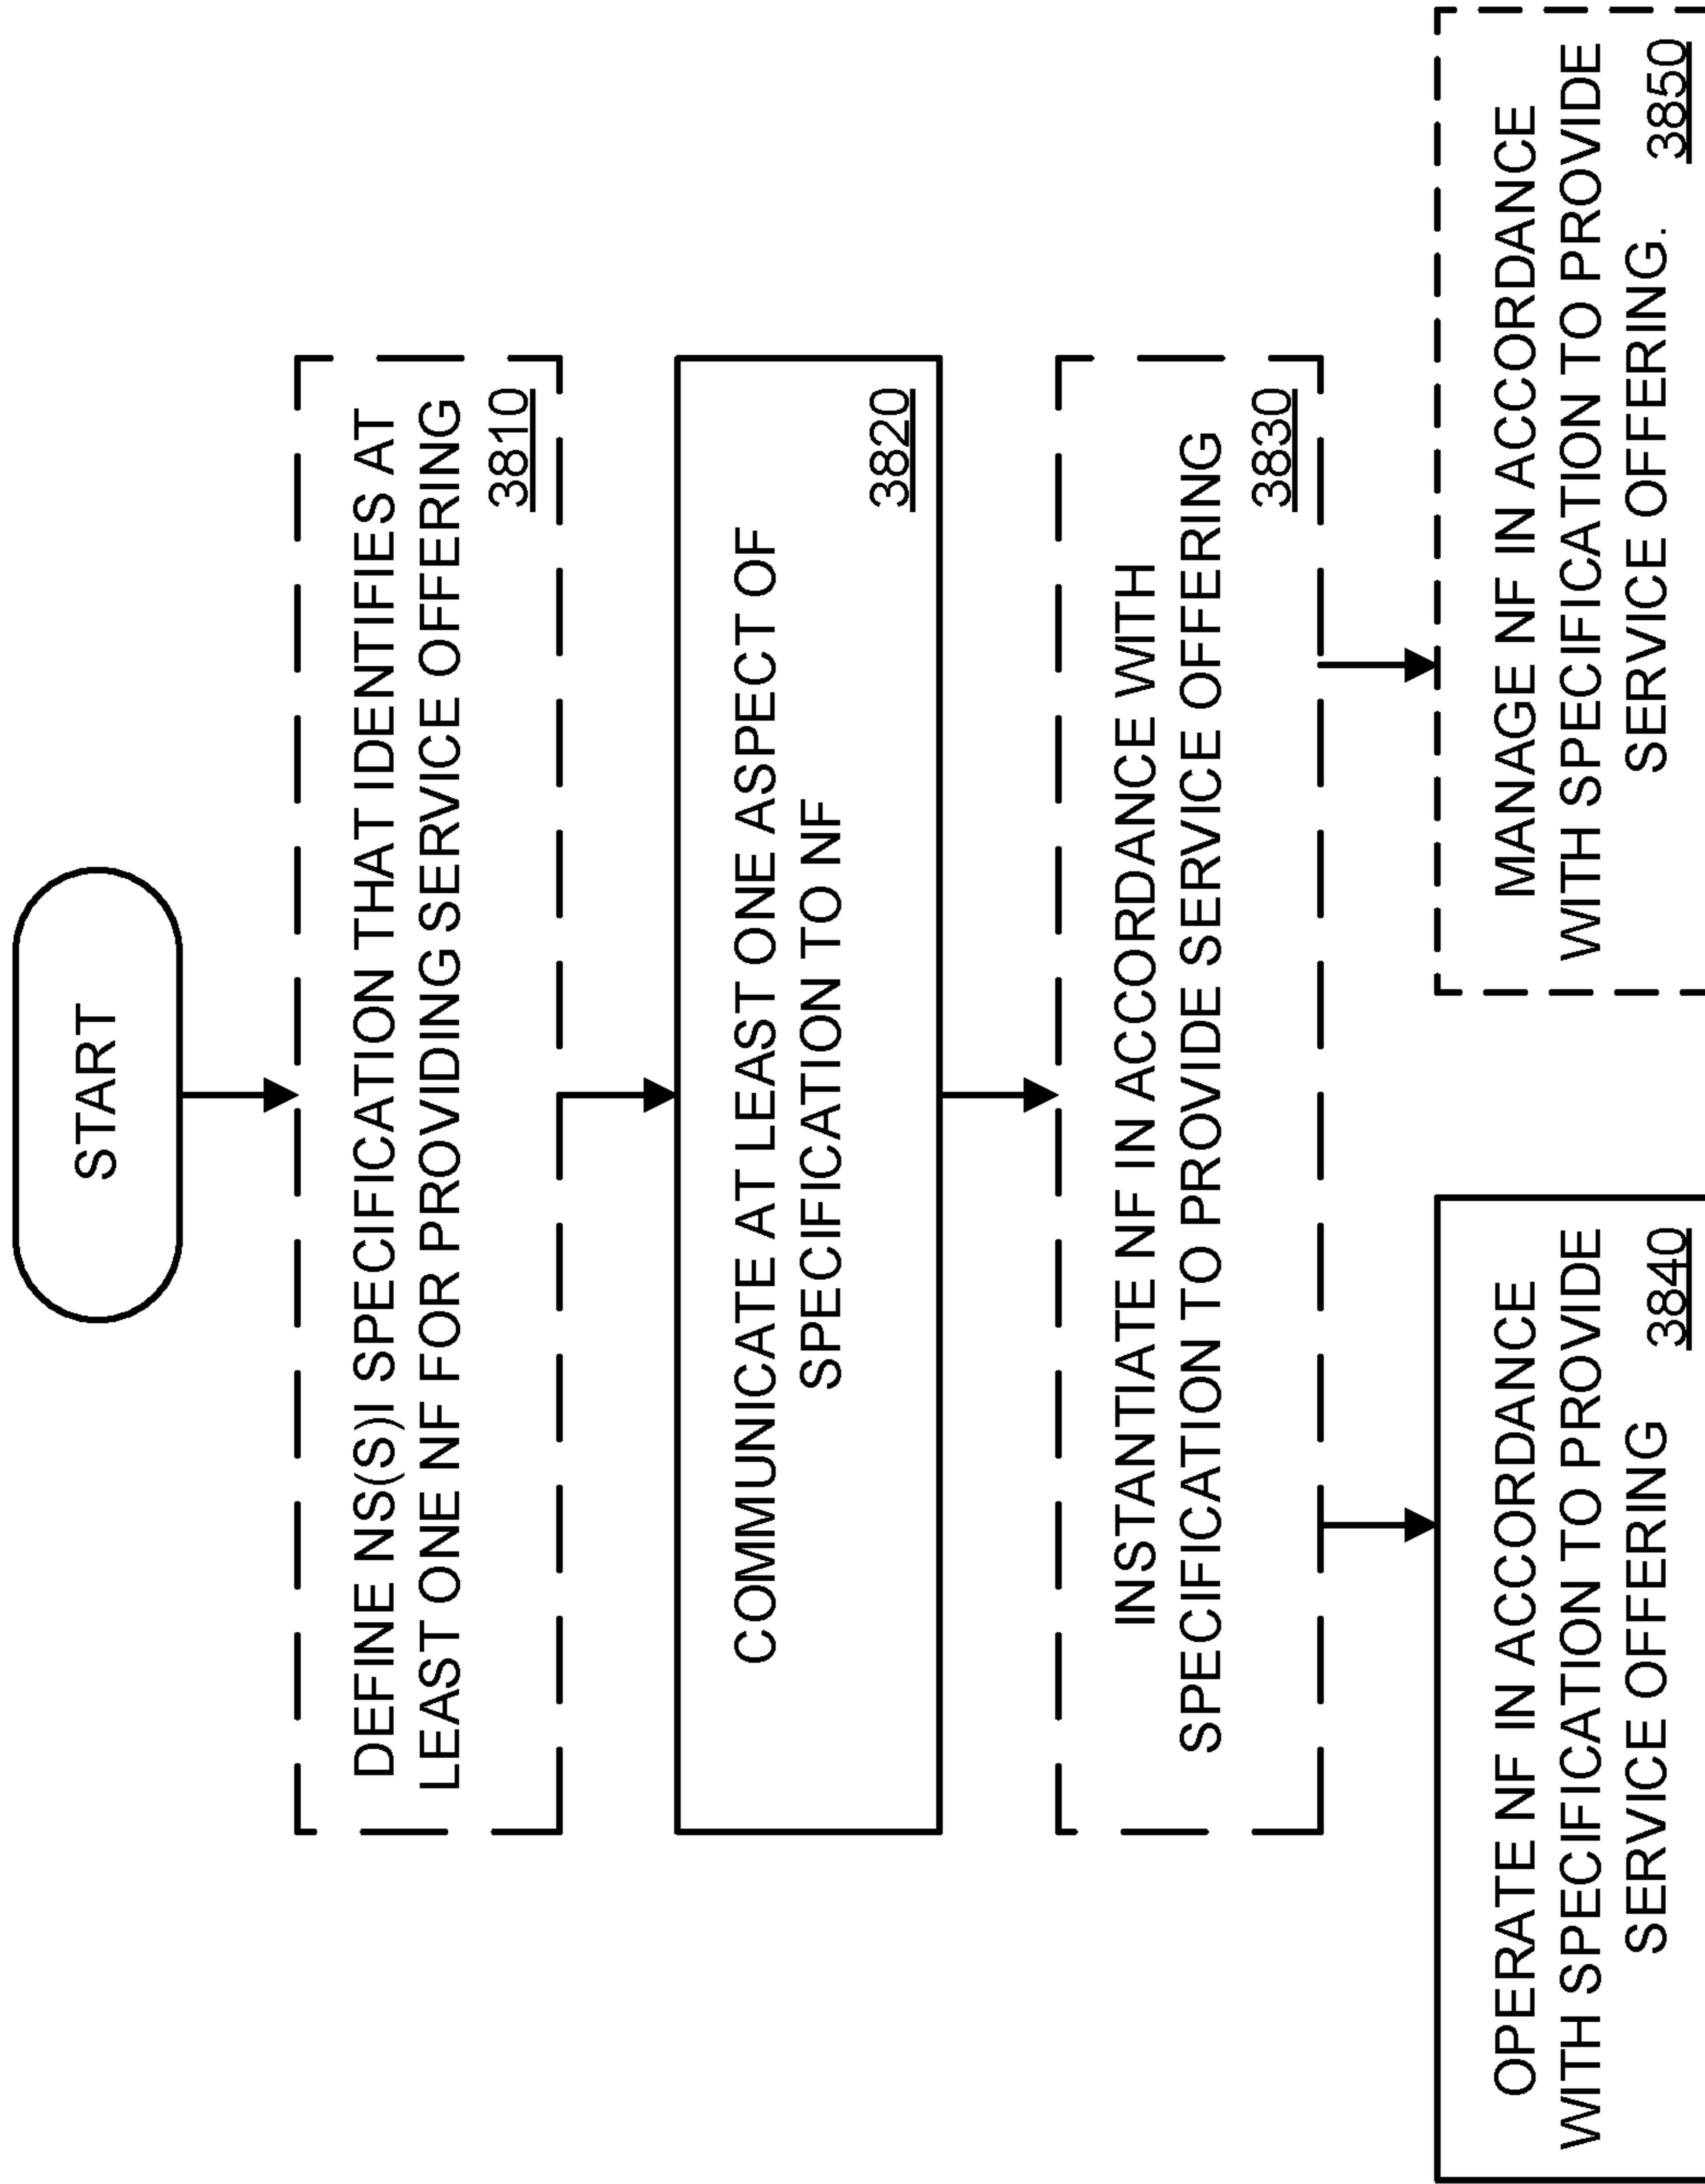 START
DEFINE NS(S)I SPECIFICATION THAT IDENTIFIES AT
LEAST ONE NF FOR PROVIDING SERVICE OFFERING
3810
COMMUNICATE AT LEAST ONE ASPECT OF
SPECIFICATION TO NF
3820
INSTANTIATE NF IN ACCORDANCE WITH
SPECIFICATION TO PROVIDE SERVICE OFFERING
3830
OPERATE NF IN ACCORDANCE
WITH SPECIFICATION TO PROVIDE
SERVICE OFFERING 3840
MANAGE NF IN ACCORDANCE
WITH SPECIFICATION TO PROVIDE
SERVICE OFFERING. 3850